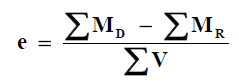 e = (∑M_D − ∑M_R) / ∑V